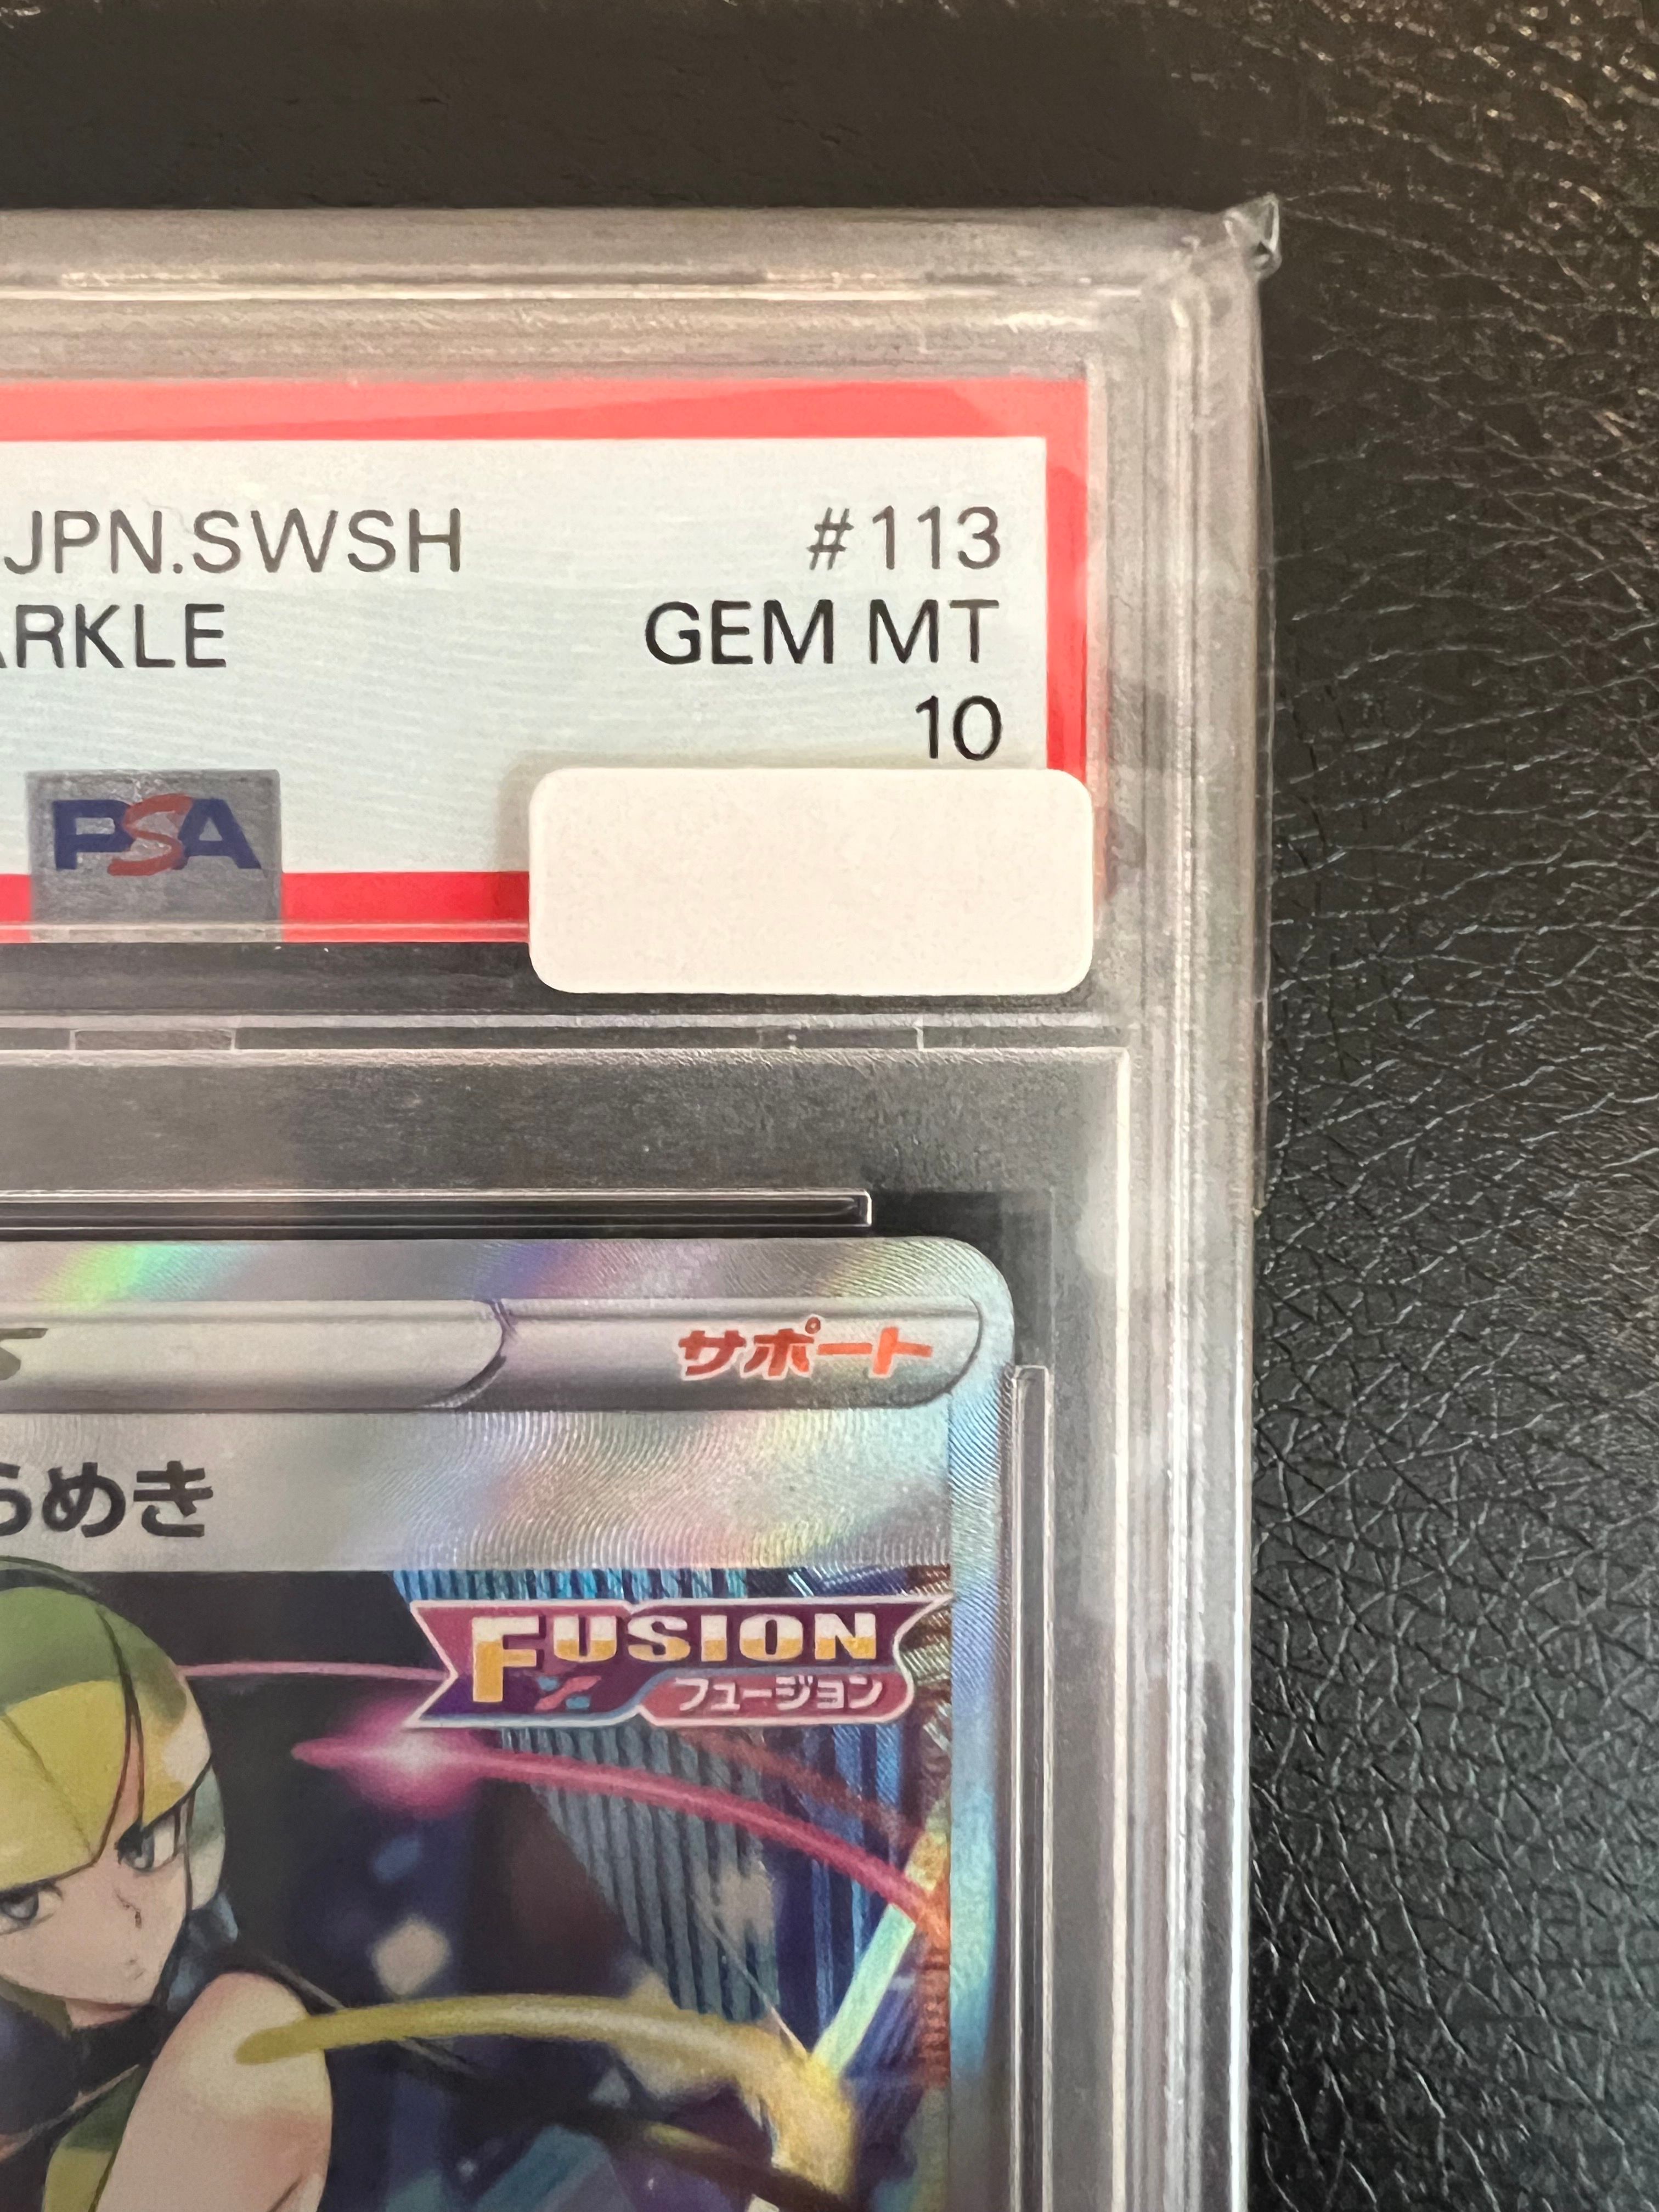 JPN.SWSH #113
ARKLE GEM MT
10
PSA
サポート
らめき
FUSION
フュージョン